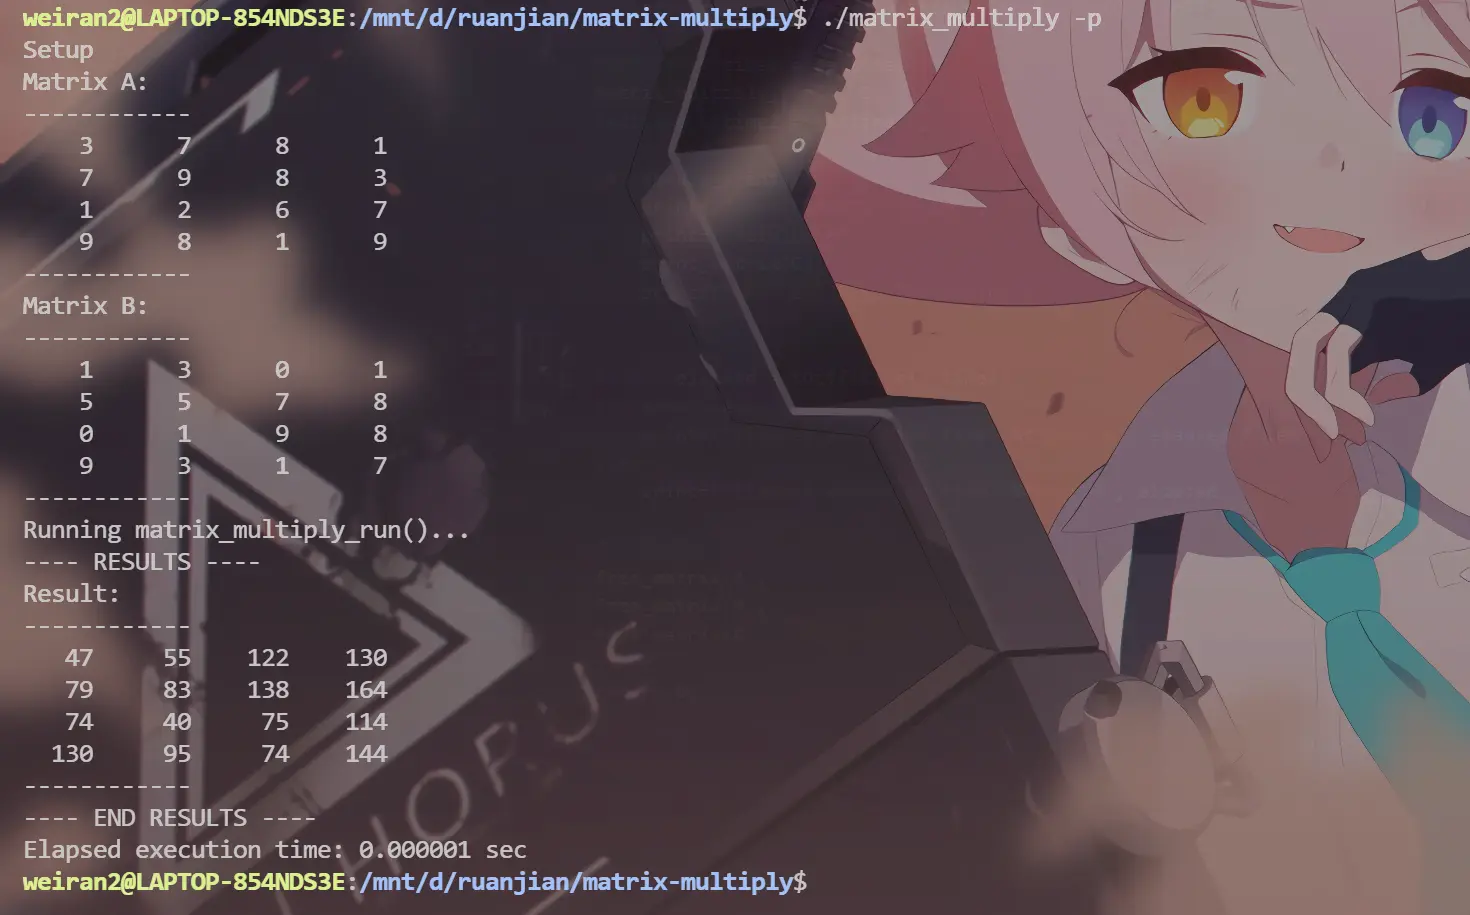 weiran2@LAPTOP-854NDS3E:/mnt/d/ruanjian/matrix-multiply$ ./matrix_multiply -p
Setup
Matrix A:
------------
3 7 8 1
7 9 8 3
1 2 6 7
9 8 1 9
------------
Matrix B:
------------
1 3 0 1
5 5 7 8
0 1 9 8
9 3 1 7
------------
Running matrix_multiply_run()...
---- RESULTS ----
Result:
------------
47 55 122 130
79 83 138 164
74 40 75 114
130 95 74 144
------------
---- END RESULTS ----
Elapsed execution time: 0.000001 sec
weiran2@LAPTOP-854NDS3E:/mnt/d/ruanjian/matrix-multiply$
HORUS